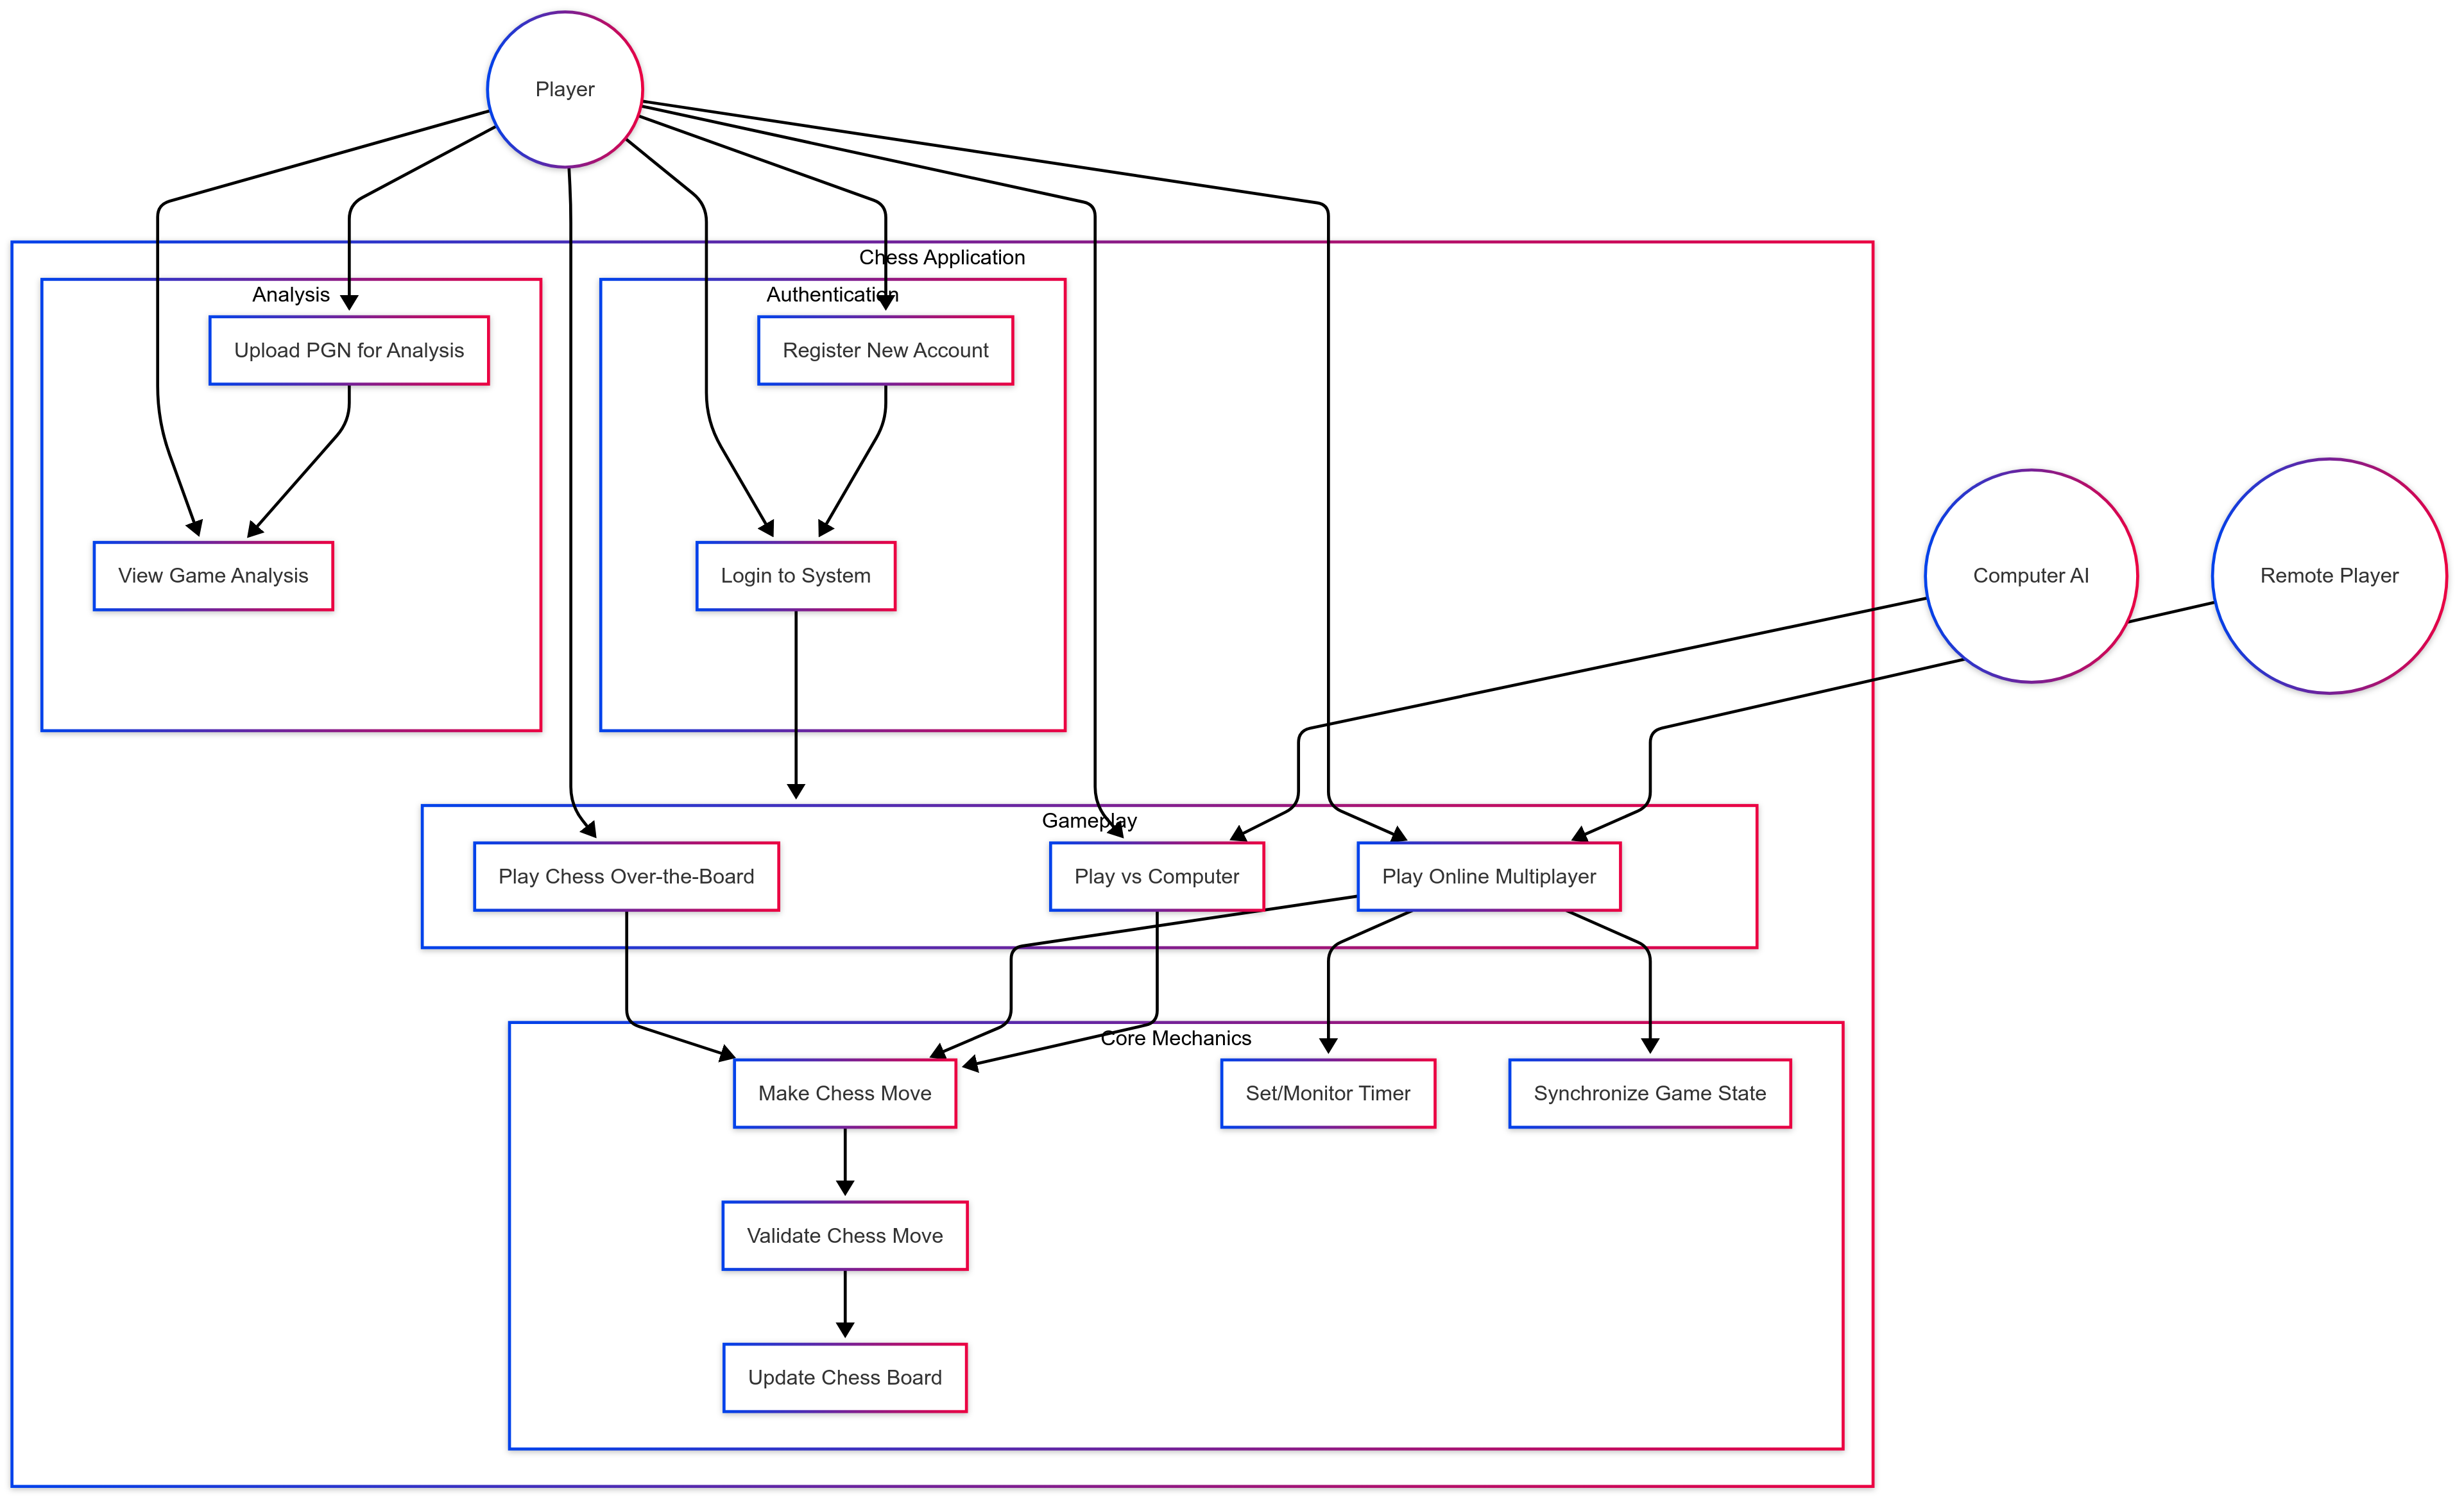 Player
Chess Application
Analysis
Authentication
Upload PGN for Analysis
Register New Account
View Game Analysis
Login to System
Computer AI
Remote Player
Gameplay
Play Chess Over-the-Board
Play vs Computer
Play Online Multiplayer
Core Mechanics
Make Chess Move
Set/Monitor Timer
Synchronize Game State
Validate Chess Move
Update Chess Board